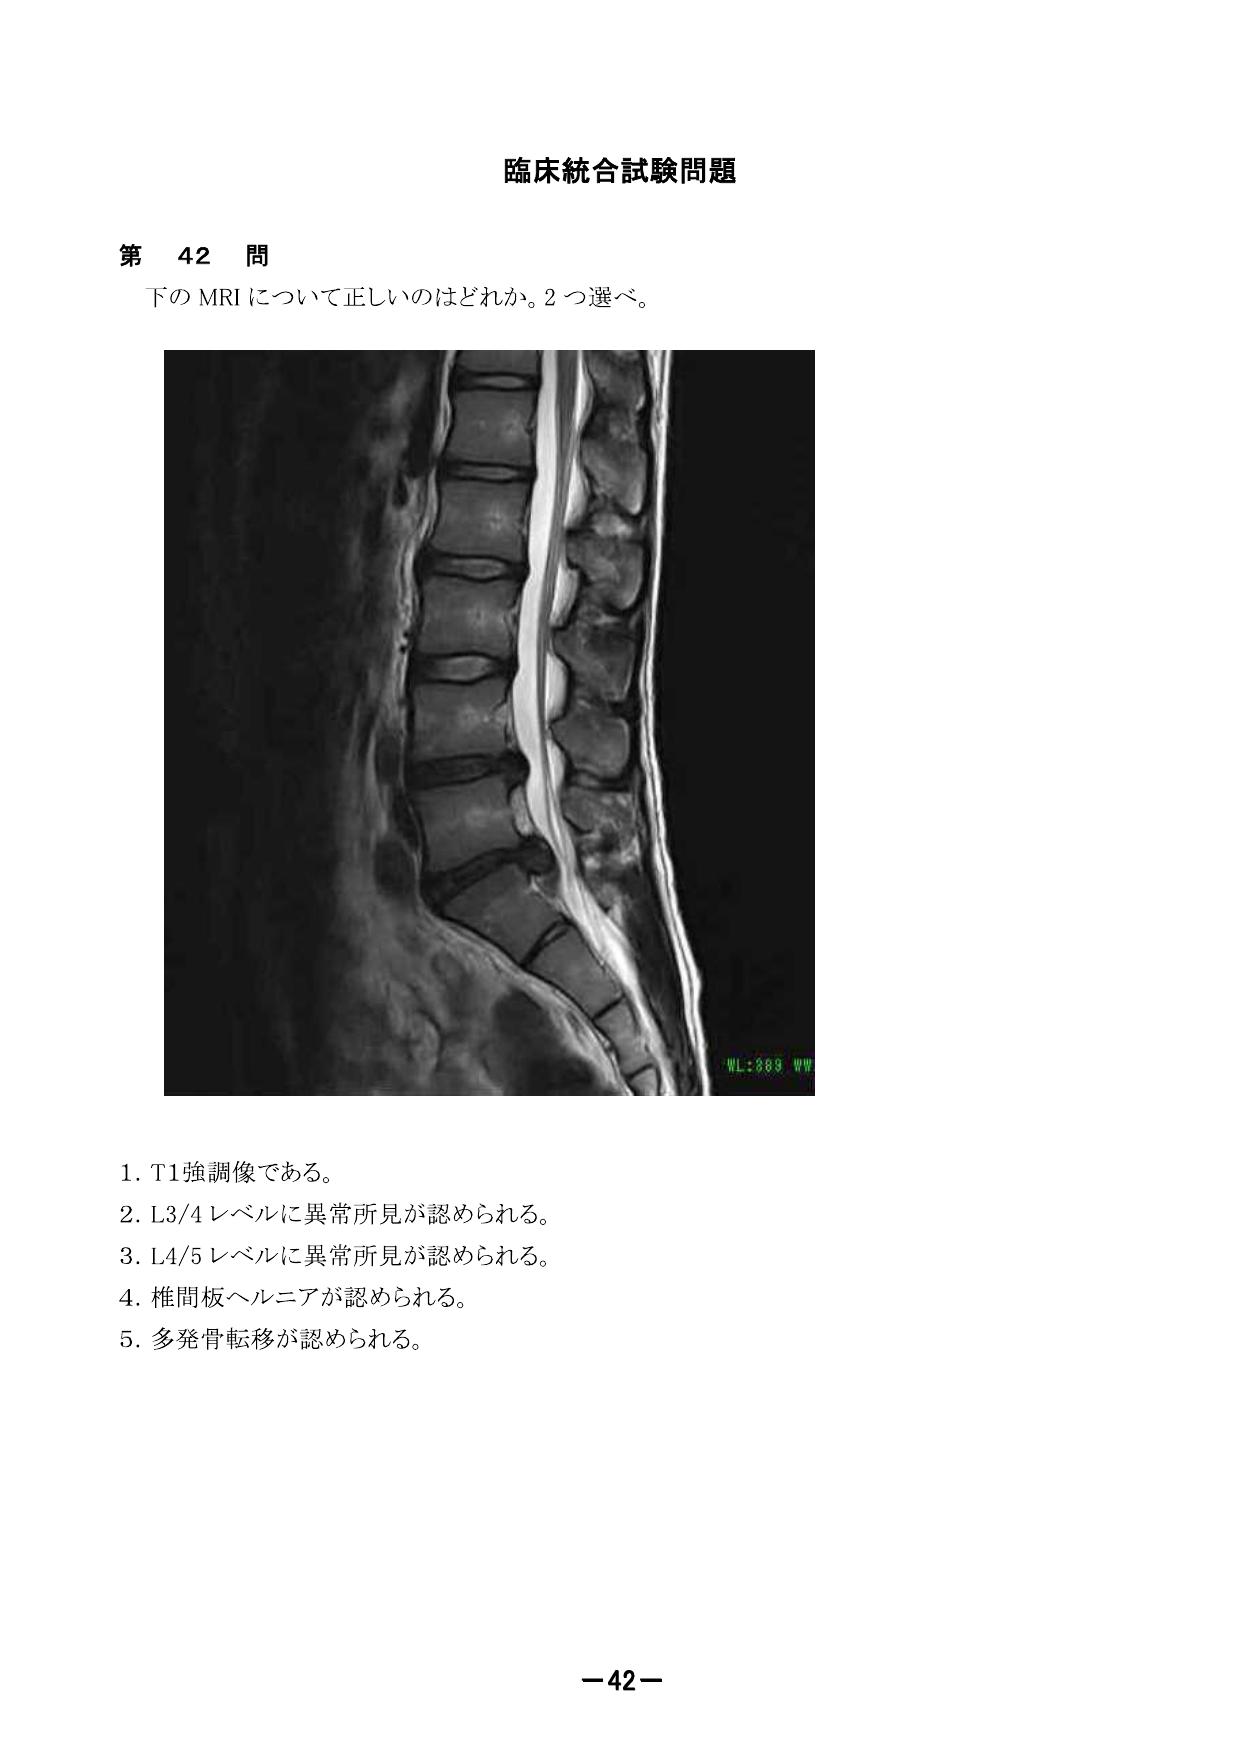 臨床統合試験問題
第 42 問
下の MRI について正しいのはどれか。2 つ選べ。
WL:389 WW
1. T1強調像である。
2. L3/4 レベルに異常所見が認められる。
3. L4/5 レベルに異常所見が認められる。
4. 椎間板ヘルニアが認められる。
5. 多発骨転移が認められる。
－42－